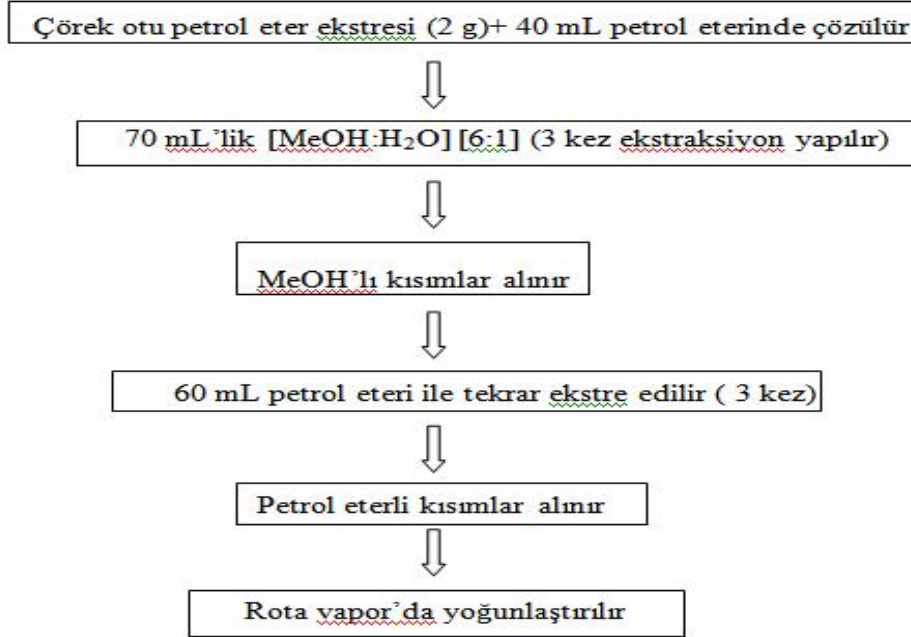 Çörek otu petrol eter ekstresi (2 g)+ 40 mL petrol eterinde çözülür
70 mL'lik [MeOH:H₂O] [6:1] (3 kez ekstraksiyon yapılır)
MeOH'lı kısımlar alınır
60 mL petrol eteri ile tekrar ekstre edilir ( 3 kez)
Petrol eterli kısımlar alınır
Rota vapor'da yoğunlaştırılır